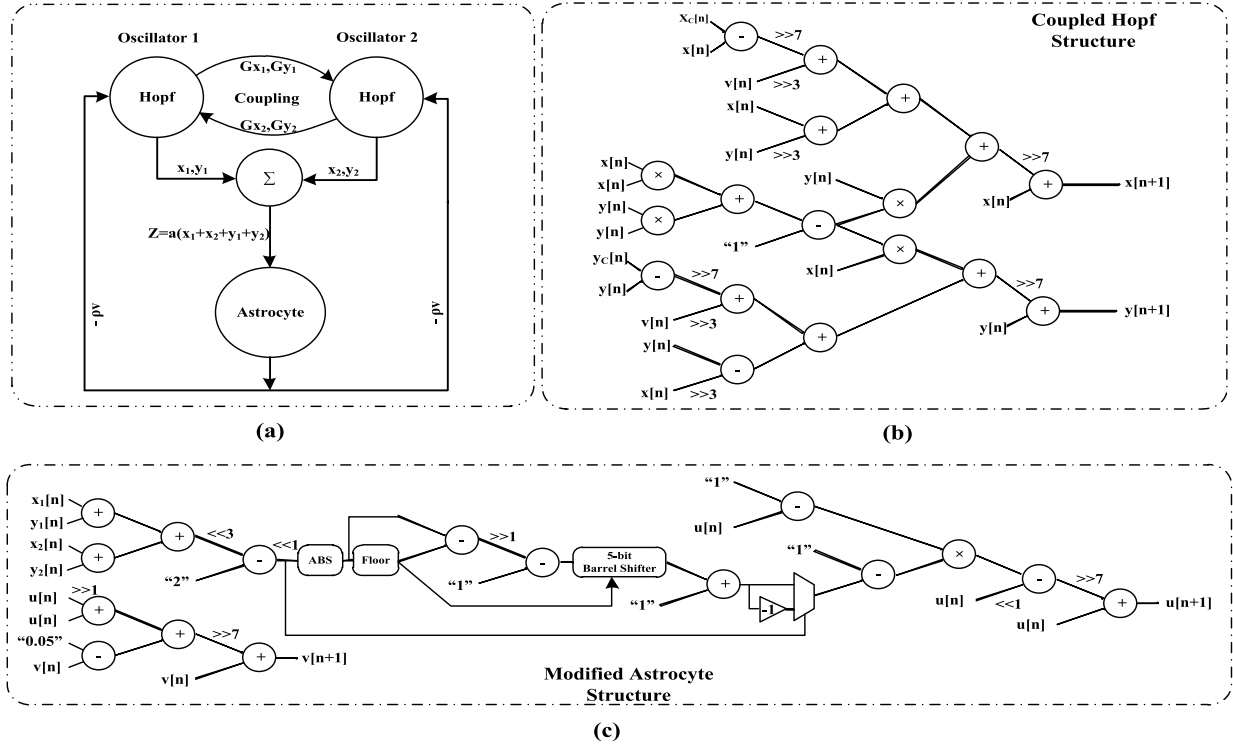 Oscillator 1
Oscillator 2
Gx₁,Gy₁
Hopf
Coupling
Hopf
Gx₂,Gy₂
x₁,y₁
x₂,y₂
Σ
Z=a(x₁+x₂+y₁+y₂)
- ρv
Astrocyte
- ρv
(a)
Coupled Hopf
Structure
X_C[n]
-
>>7
x[n]
+
v[n]
>>3
+
x[n]
+
y[n]
>>3
+
>>7
x[n]
×
x[n]
y[n]
×
+
x[n+1]
x[n]
y[n]
×
y[n]
+
-
“1”
×
x[n]
y_C[n]
-
>>7
y[n]
+
v[n]
>>3
+
>>7
+
y[n+1]
y[n]
+
y[n]
-
x[n]
>>3
(b)
x₁[n]
+
y₁[n]
x₂[n]
+
y₂[n]
+
<<3
“2”
-
<<1
ABS
Floor
-
>>1
“1”
-
5-bit
Barrel Shifter
“1”
+
-1
“1”
-
u[n]
“1”
-
×
-
u[n]
<<1
>>7
+
u[n]
u[n+1]
u[n]
>>1
+
u[n]
“0.05”
-
v[n]
+
>>7
v[n]
+
v[n+1]
Modified Astrocyte
Structure
(c)